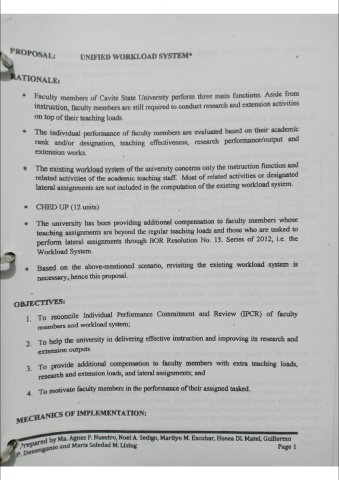 PROPOSAL: UNIFIED WORKLOAD SYSTEM*
RATIONALE:
• Faculty members of Cavite State University perform three main functions. Aside from
instruction, faculty members are still required to conduct research and extension activities
on top of their teaching loads.
• The individual performance of faculty members are evaluated based on their academic
rank and/or designation, teaching effectiveness, research performance/output and
extension works.
• The existing workload system of the university concerns only the instruction function and
related activities of the academic teaching staff. Most of related activities or designated
lateral assignments are not included in the computation of the existing workload system.
• CHED UP (12 units)
• The university has been providing additional compensation to faculty members whose
teaching assignments are beyond the regular teaching loads and those who are tasked to
perform lateral assignments through BOR Resolution No. 15. Series of 2012, i.e. the
Workload System.
• Based on the above-mentioned scenario, revisiting the existing workload system is
necessary, hence this proposal.
OBJECTIVES:
1. To reconcile Individual Performance Commitment and Review (IPCR) of faculty
members and workload system;
2. To help the university in delivering effective instruction and improving its research and
extension outputs.
3. To provide additional compensation to faculty members with extra teaching loads,
research and extension loads, and lateral assignments; and
4. To motivate faculty members in the performance of their assigned tasked.
MECHANICS OF IMPLEMENTATION:
Prepared by Ma. Agnes P. Nuestro, Noel A. Sedigo, Marilyn M. Escobar, Hosea DL Matel, Guillermo
P. Desenganio and Maria Soledad M. Lising Page 1